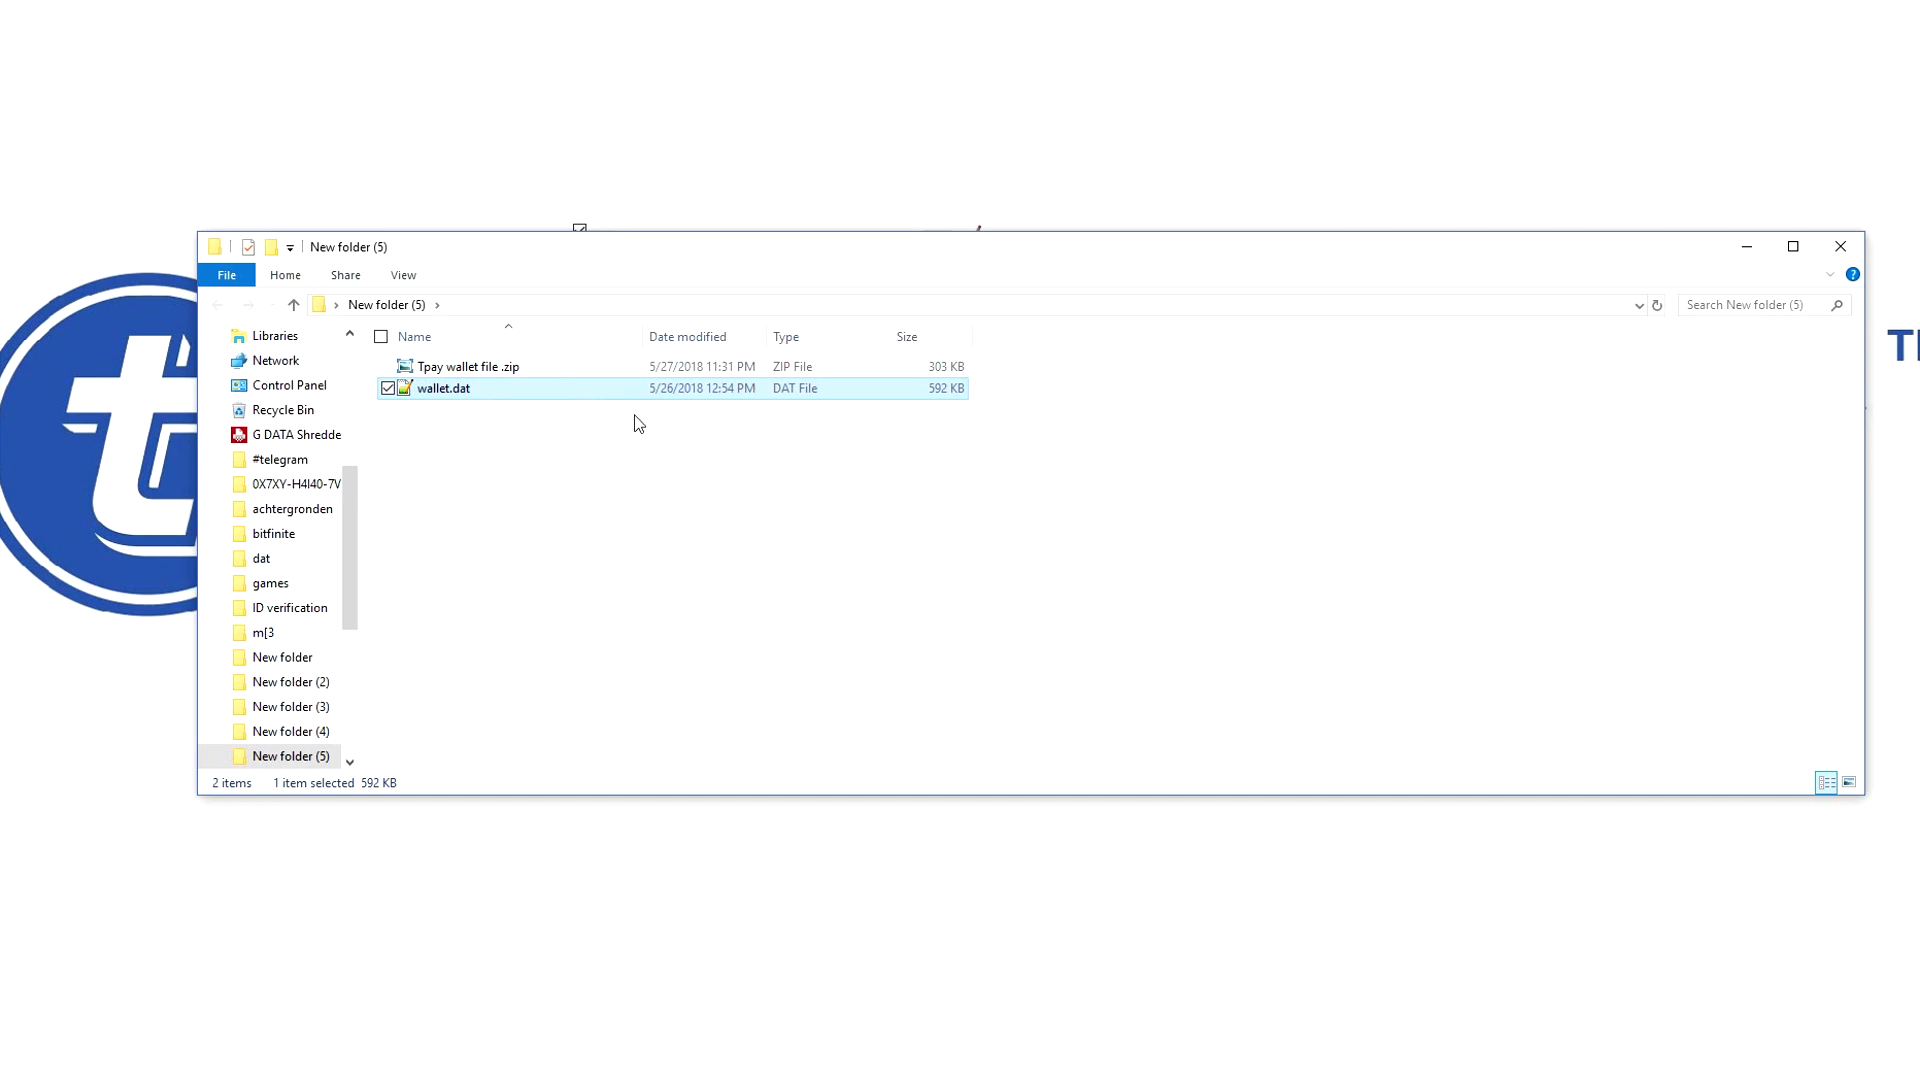 New folder (5)
File Home Share View
New folder (5) Search New folder (5)
Libraries
Network
Control Panel
Recycle Bin
G DATA Shredde
#telegram
0X7XY-H4I40-7V
achtergronden
bitfinite
dat
games
ID verification
m[3
New folder
New folder (2)
New folder (3)
New folder (4)
New folder (5)
Name Date modified Type Size
Tpay wallet file .zip 5/27/2018 11:31 PM ZIP File 303 KB
wallet.dat 5/26/2018 12:54 PM DAT File 592 KB
2 items 1 item selected 592 KB